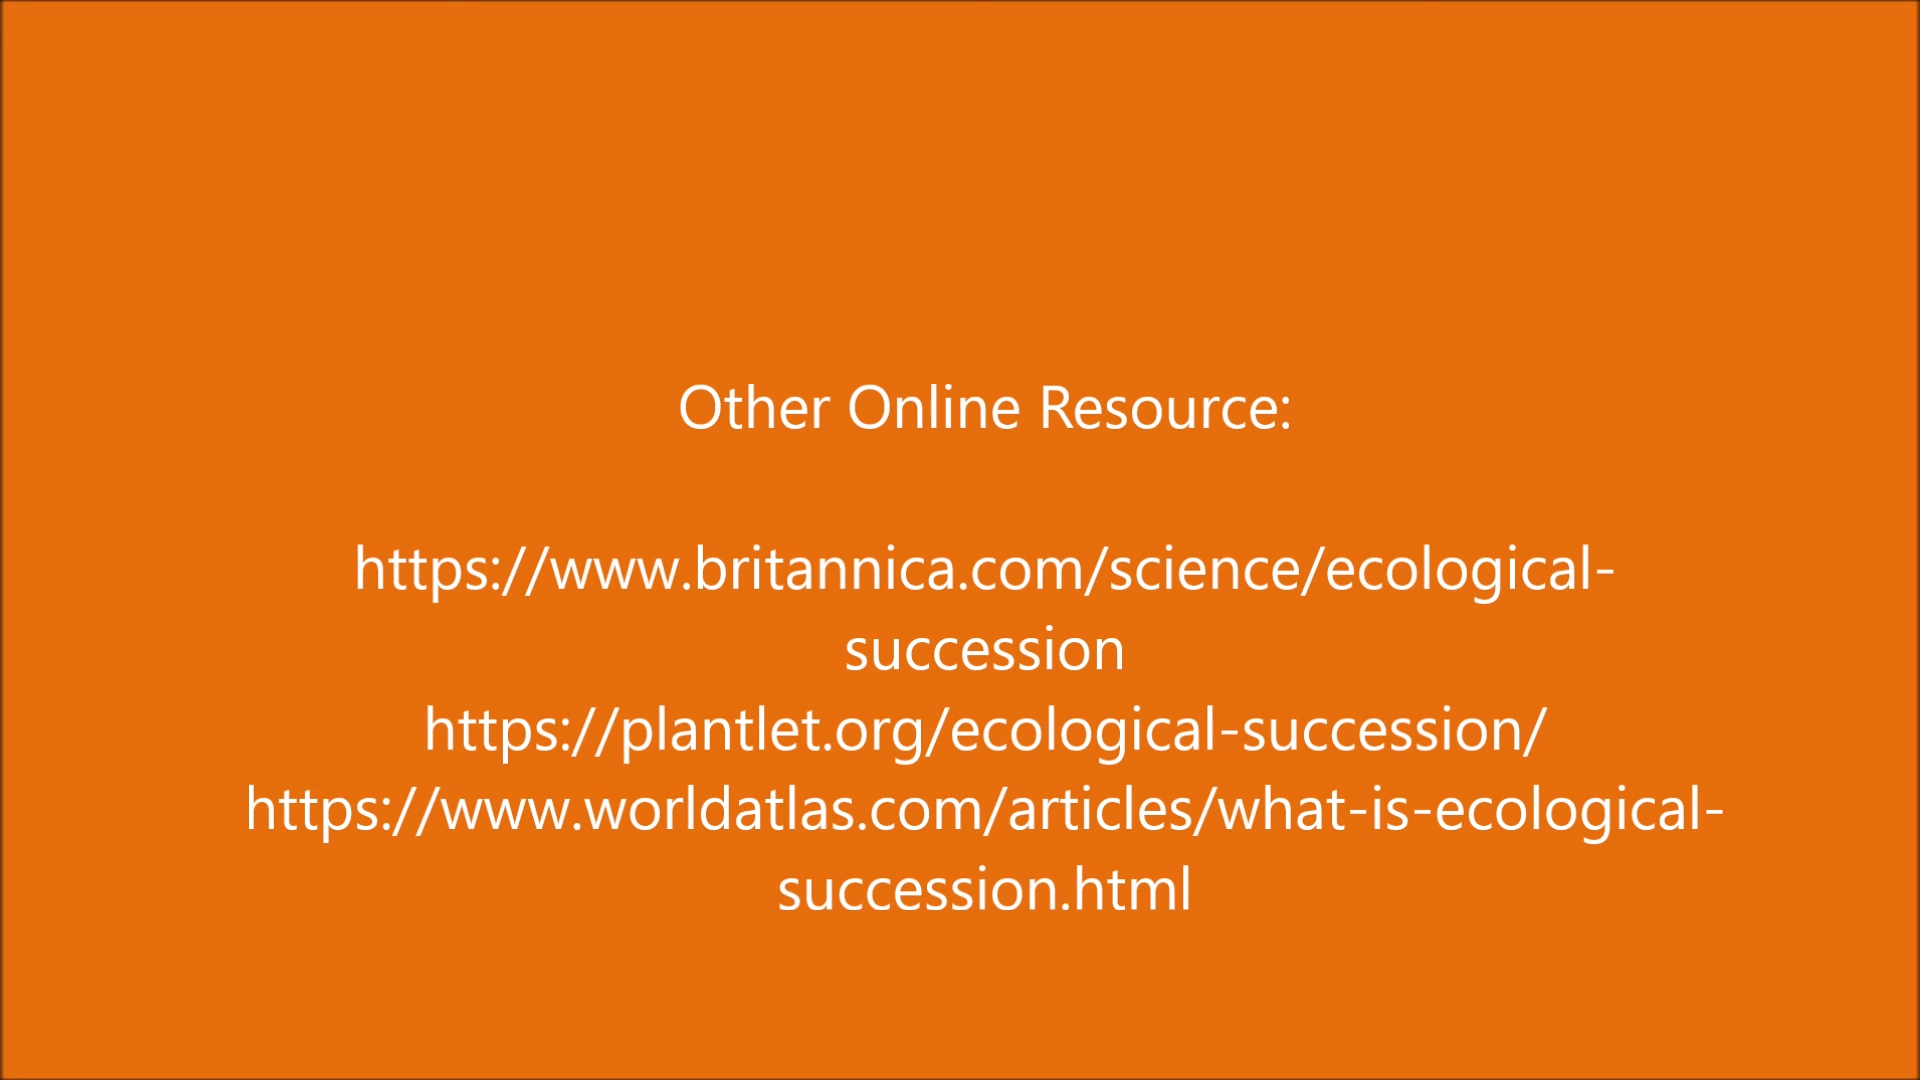 Other Online Resource:
https://www.britannica.com/science/ecological-
succession
https://plantlet.org/ecological-succession/
https://www.worldatlas.com/articles/what-is-ecological-
succession.html